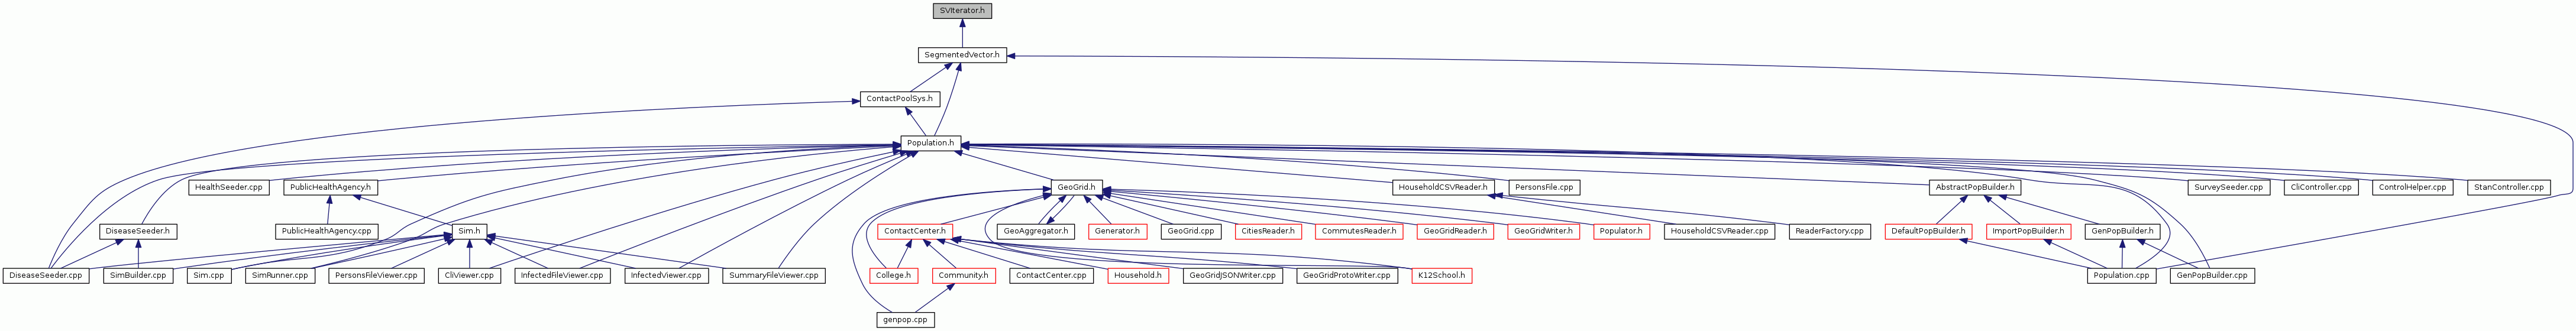 SVIterator.h
SegmentedVector.h
ContactPoolSys.h
Population.h
HealthSeeder.cpp
PublicHealthAgency.h
GeoGrid.h
HouseholdCSVReader.h
PersonsFile.cpp
AbstractPopBuilder.h
SurveySeeder.cpp
CliController.cpp
ControlHelper.cpp
StanController.cpp
DiseaseSeeder.h
PublicHealthAgency.cpp
Sim.h
ContactCenter.h
GeoAggregator.h
Generator.h
GeoGrid.cpp
CitiesReader.h
CommutesReader.h
GeoGridReader.h
GeoGridWriter.h
Populator.h
HouseholdCSVReader.cpp
ReaderFactory.cpp
DefaultPopBuilder.h
ImportPopBuilder.h
GenPopBuilder.h
DiseaseSeeder.cpp
SimBuilder.cpp
Sim.cpp
SimRunner.cpp
PersonsFileViewer.cpp
CliViewer.cpp
InfectedFileViewer.cpp
InfectedViewer.cpp
SummaryFileViewer.cpp
College.h
Community.h
ContactCenter.cpp
Household.h
GeoGridJSONWriter.cpp
GeoGridProtoWriter.cpp
K12School.h
Population.cpp
GenPopBuilder.cpp
genpop.cpp